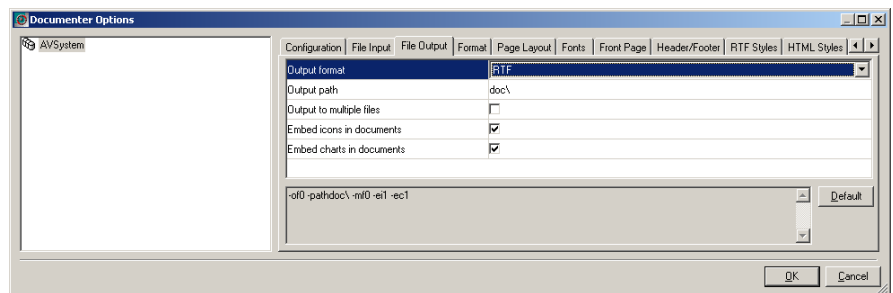 Documenter Options
AVSystem
Configuration File Input File Output Format Page Layout Fonts Front Page Header/Footer RTF Styles HTML Styles
Output format RTF
Output path doc\
Output to multiple files
Embed icons in documents
Embed charts in documents
-of0 -pathdoc\ -mf0 -ei1 -ec1
Default
OK Cancel